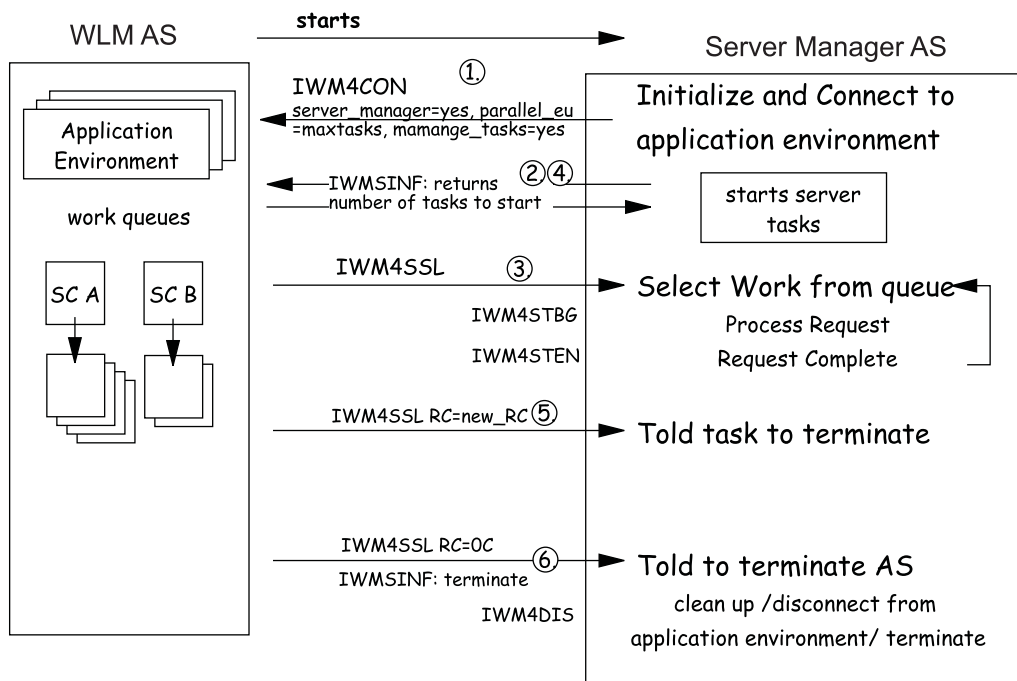 starts
WLM AS
Server Manager AS
①.
IWM4CON
server_manager=yes, parallel_eu
=maxtasks, mamange_tasks=yes
Initialize and Connect to
application environment
Application
Environment
②④.
IWMSINF: returns
number of tasks to start
starts server
tasks
work queues
IWM4SSL
③.
Select Work from queue
SC A
SC B
IWM4STBG
Process Request
IWM4STEN
Request Complete
IWM4SSL RC=new_RC
⑤.
Told task to terminate
IWM4SSL RC=0C
⑥.
IWMSINF: terminate
Told to terminate AS
IWM4DIS
clean up /disconnect from
application environment/ terminate